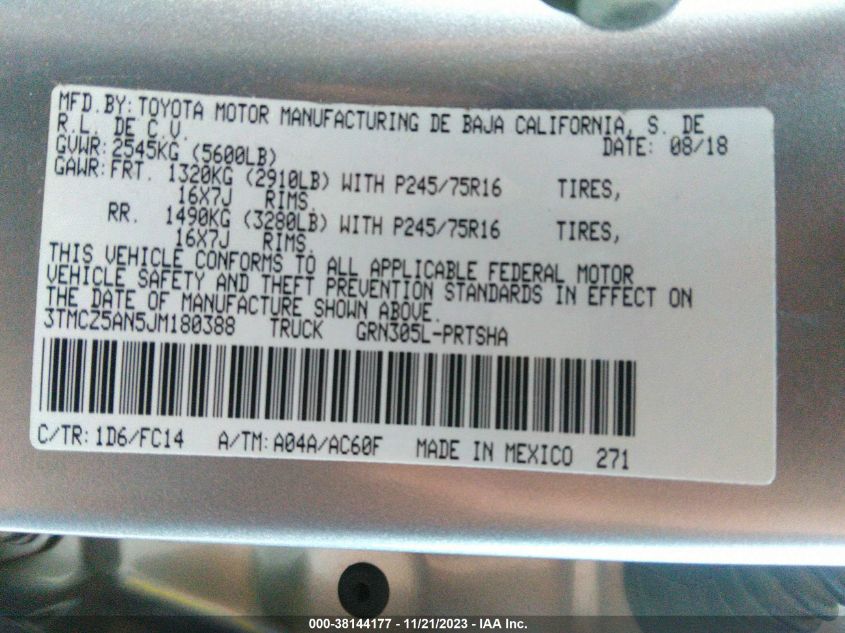 MFD.BY: TOYOTA MOTOR MANUFACTURING DE BAJA CALIFORNIA, S. DE
R.L. DE C.V. DATE: 08/18
GVWR: 2545KG (5600LB)
GAWR: FRT. 1320KG (2910LB) WITH P245/75R16 TIRES,
16X7J RIMS.
RR. 1490KG (3280LB) WITH P245/75R16 TIRES,
16X7J RIMS.
THIS VEHICLE CONFORMS TO ALL APPLICABLE FEDERAL MOTOR
VEHICLE SAFETY AND THEFT PREVENTION STANDARDS IN EFFECT ON
THE DATE OF MANUFACTURE SHOWN ABOVE.
3TMCZ5AN5JM180388 TRUCK GRN305L-PRTSHA
C/TR: 1D6/FC14 A/TM: A04A/AC60F MADE IN MEXICO 271
000-38144177 - 11/21/2023 - IAA Inc.